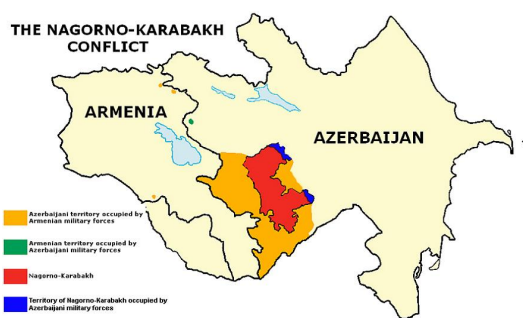 THE NAGORNO-KARABAKH
CONFLICT
ARMENIA
AZERBAIJAN
Azerbaijani territory occupied by
Armenian military forces
Armenian territory occupied by
Azerbaijani military forces
Nagorno-Karabakh
Territory of Nagorno-Karabakh occupied by
Azerbaijani military forces